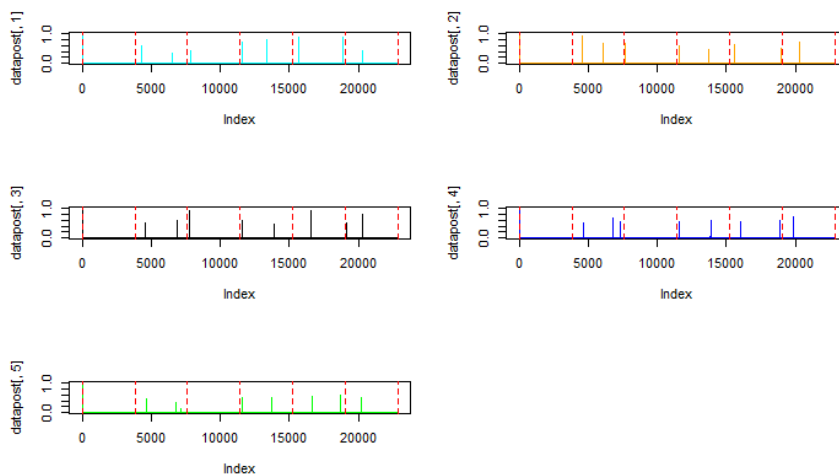 datapost[, 1]
0.0 1.0
0 5000 10000 15000 20000
Index
datapost[, 2]
0.0 1.0
0 5000 10000 15000 20000
Index
datapost[, 3]
0.0 1.0
0 5000 10000 15000 20000
Index
datapost[, 4]
0.0 1.0
0 5000 10000 15000 20000
Index
datapost[, 5]
0.0 1.0
0 5000 10000 15000 20000
Index